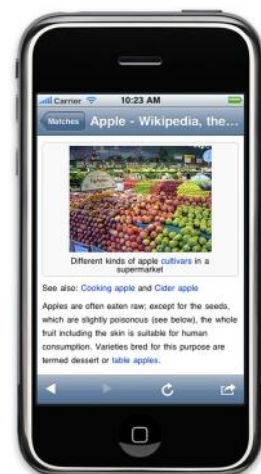 Carrier 10:23 AM
Matches Apple - Wikipedia, the...
Different kinds of apple cultivars in a
supermarket
See also: Cooking apple and Cider apple
Apples are often eaten raw; except for the seeds,
which are slightly poisonous (see below), the whole
fruit including the skin is suitable for human
consumption. Varieties bred for this purpose are
termed dessert or table apples.